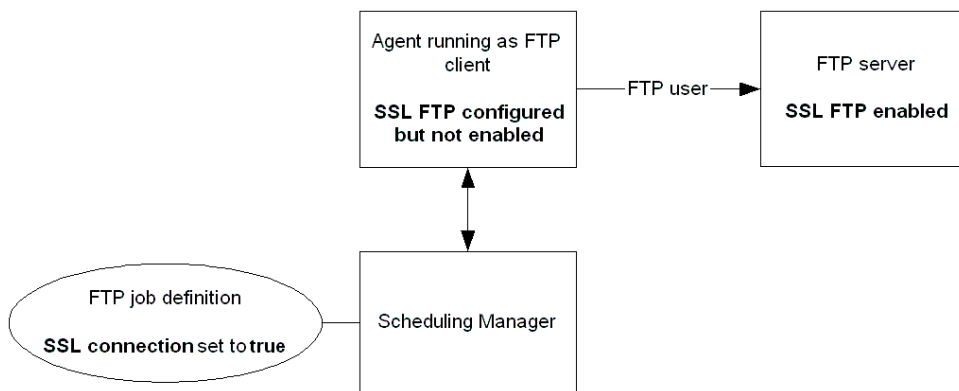 Agent running as FTP
client
SSL FTP configured
but not enabled
FTP user
FTP server
SSL FTP enabled
FTP job definition
SSL connection set to true
Scheduling Manager